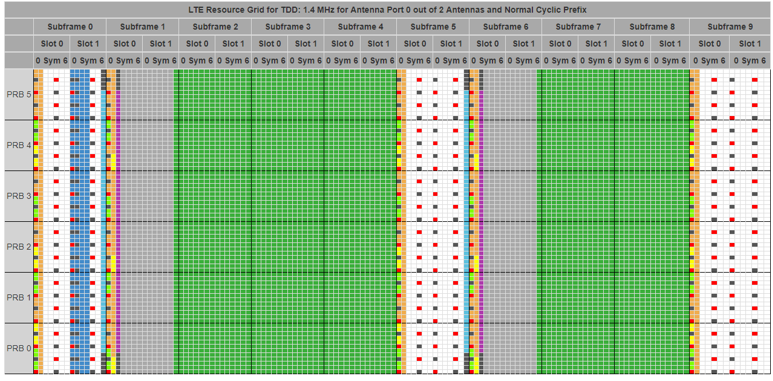 LTE Resource Grid for TDD: 1.4 MHz for Antenna Port 0 out of 2 Antennas and Normal Cyclic Prefix
Subframe 0 Subframe 1 Subframe 2 Subframe 3 Subframe 4 Subframe 5 Subframe 6 Subframe 7 Subframe 8 Subframe 9
Slot 0 Slot 1 Slot 0 Slot 1 Slot 0 Slot 1 Slot 0 Slot 1 Slot 0 Slot 1 Slot 0 Slot 1 Slot 0 Slot 1 Slot 0 Slot 1 Slot 0 Slot 1 Slot 0 Slot 1
0 Sym 6 0 Sym 6 0 Sym 6 0 Sym 6 0 Sym 6 0 Sym 6 0 Sym 6 0 Sym 6 0 Sym 6 0 Sym 6 0 Sym 6 0 Sym 6 0 Sym 6 0 Sym 6 0 Sym 6 0 Sym 6 0 Sym 6 0 Sym 6 0 Sym 6 0 Sym 6
PRB 5
PRB 4
PRB 3
PRB 2
PRB 1
PRB 0